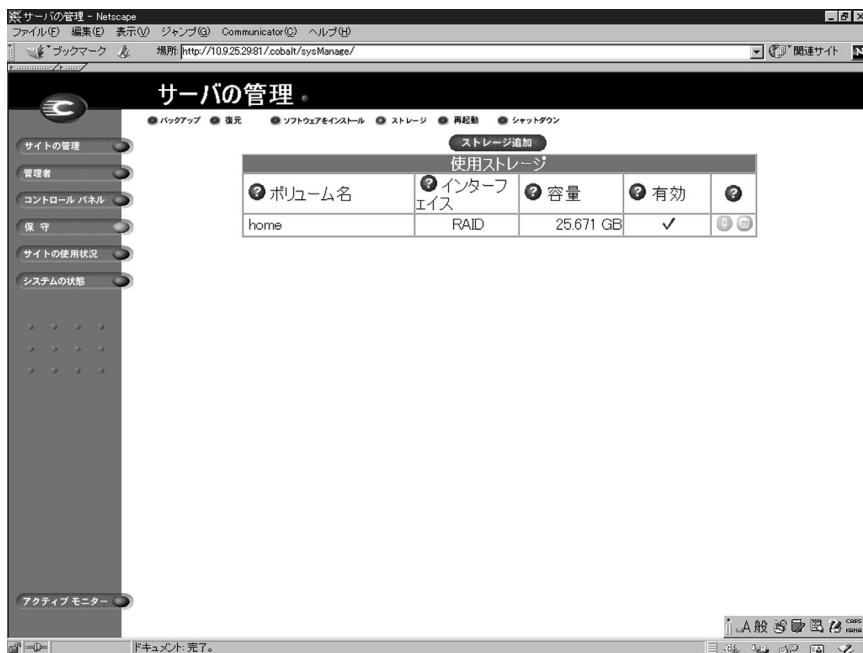 サーバの管理 - Netscape
ファイル(F) 編集(E) 表示(V) ジャンプ(G) Communicator(C) ヘルプ(H)
ブックマーク 場所: http://10.9.25.29:81/.cobalt/sysManage/ 関連サイト N
サーバの管理
バックアップ 復元 ソフトウェアをインストール ストレージ 再起動 シャットダウン
サイトの管理
管理者
コントロール パネル
保 守
サイトの使用状況
システムの状態
アクティブ モニター
ストレージ追加
使用ストレージ
? ボリューム名 ? インターフェイス ? 容量 ? 有効 ?
home RAID 25.671 GB ✓
A 般 CAPS KANA
ドキュメント: 完了。